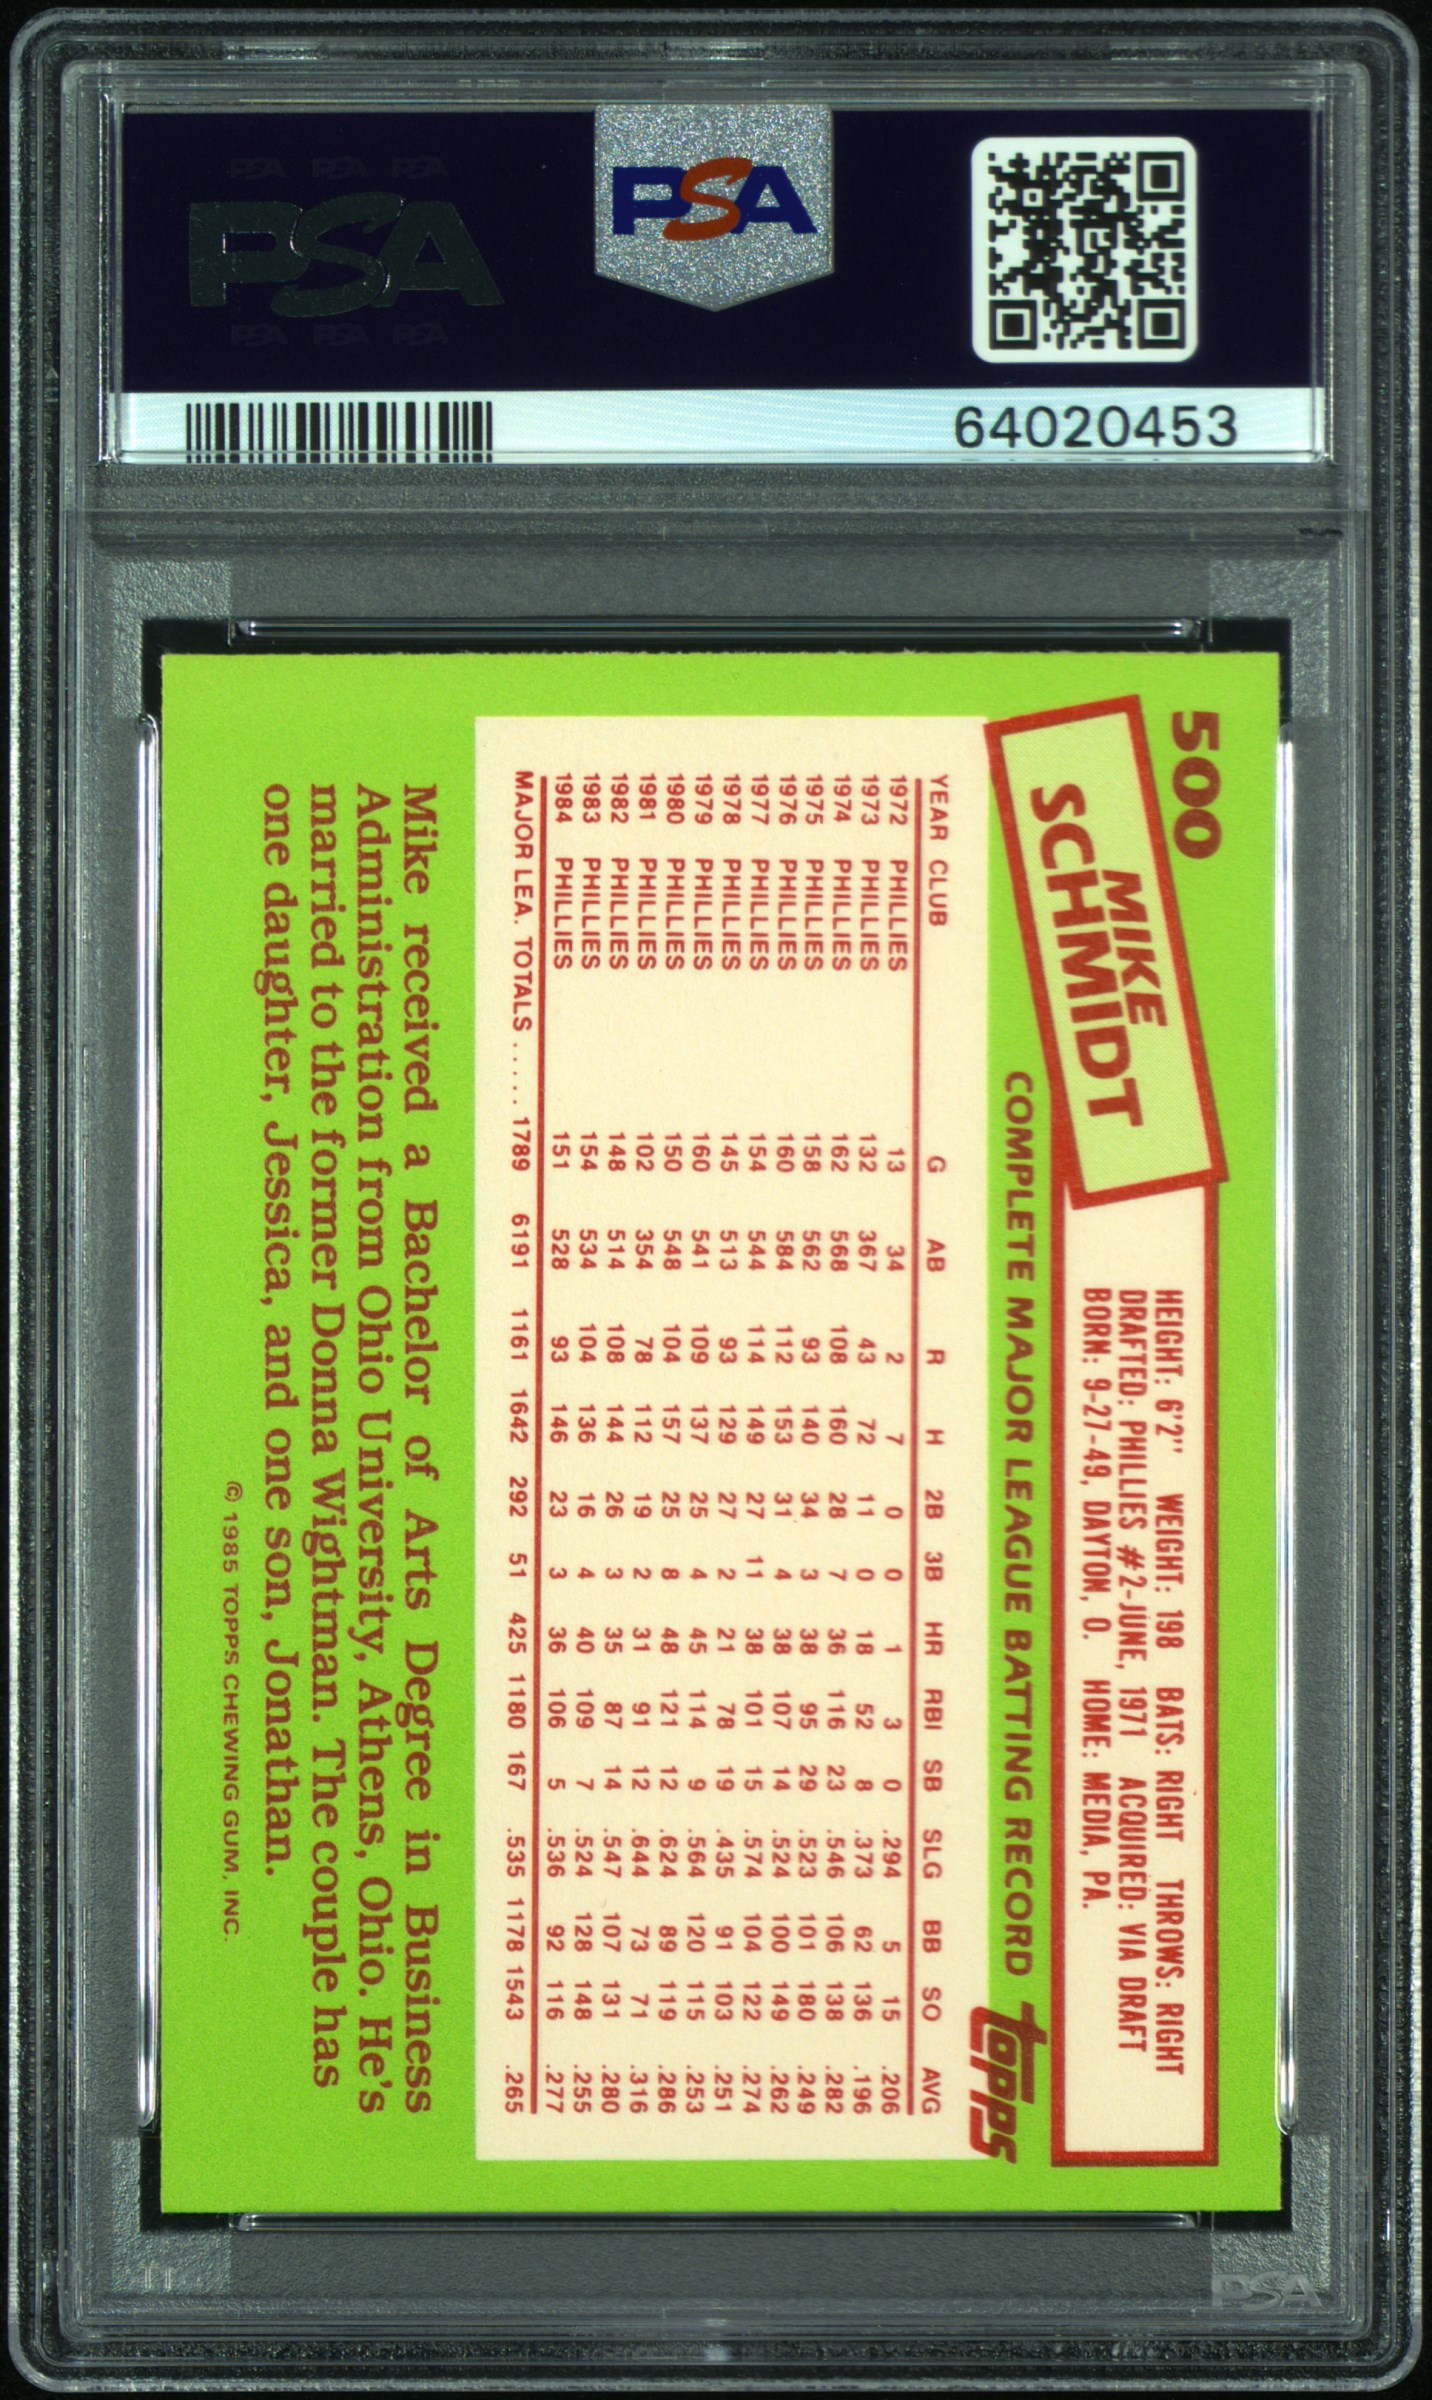 PSA PSA PSA
PSA
PSA PSA PSA
PSA
64020453
500
MIKE
SCHMIDT
HEIGHT: 6'2" WEIGHT: 198 BATS: RIGHT THROWS: RIGHT
DRAFTED: PHILLIES #2-JUNE, 1971 ACQUIRED: VIA DRAFT
BORN: 9-27-49, DAYTON, O. HOME: MEDIA, PA.
COMPLETE MAJOR LEAGUE BATTING RECORD
topps
YEAR CLUB G AB R H 2B 3B HR RBI SB SLG BB SO AVG
1972 PHILLIES 13 34 2 7 0 0 1 3 0 .294 5 15 .206
1973 PHILLIES 132 367 43 72 11 0 18 52 8 .373 62 136 .196
1974 PHILLIES 162 568 108 160 28 7 36 116 23 .546 106 138 .282
1975 PHILLIES 158 562 93 140 34 3 38 95 29 .523 101 180 .249
1976 PHILLIES 160 584 112 153 31 4 38 107 14 .524 100 149 .262
1977 PHILLIES 154 544 114 149 27 11 38 101 15 .574 104 122 .274
1978 PHILLIES 145 513 93 129 27 2 21 78 19 .435 91 103 .251
1979 PHILLIES 160 541 109 137 25 4 45 114 9 .564 120 115 .253
1980 PHILLIES 150 548 104 157 25 8 48 121 12 .624 89 119 .286
1981 PHILLIES 102 354 78 112 19 2 31 91 12 .644 73 71 .316
1982 PHILLIES 148 514 108 144 26 3 35 87 14 .547 107 131 .280
1983 PHILLIES 154 534 104 136 16 4 40 109 7 .524 128 148 .255
1984 PHILLIES 151 528 93 146 23 3 36 106 5 .536 92 116 .277
MAJOR LEA. TOTALS..... 1789 6191 1161 1642 292 51 425 1180 167 .535 1178 1543 .265
Mike received a Bachelor of Arts Degree in Business
Administration from Ohio University, Athens, Ohio. He's
married to the former Donna Wightman. The couple has
one daughter, Jessica, and one son, Jonathan.
© 1985 TOPPS CHEWING GUM, INC.
PSA